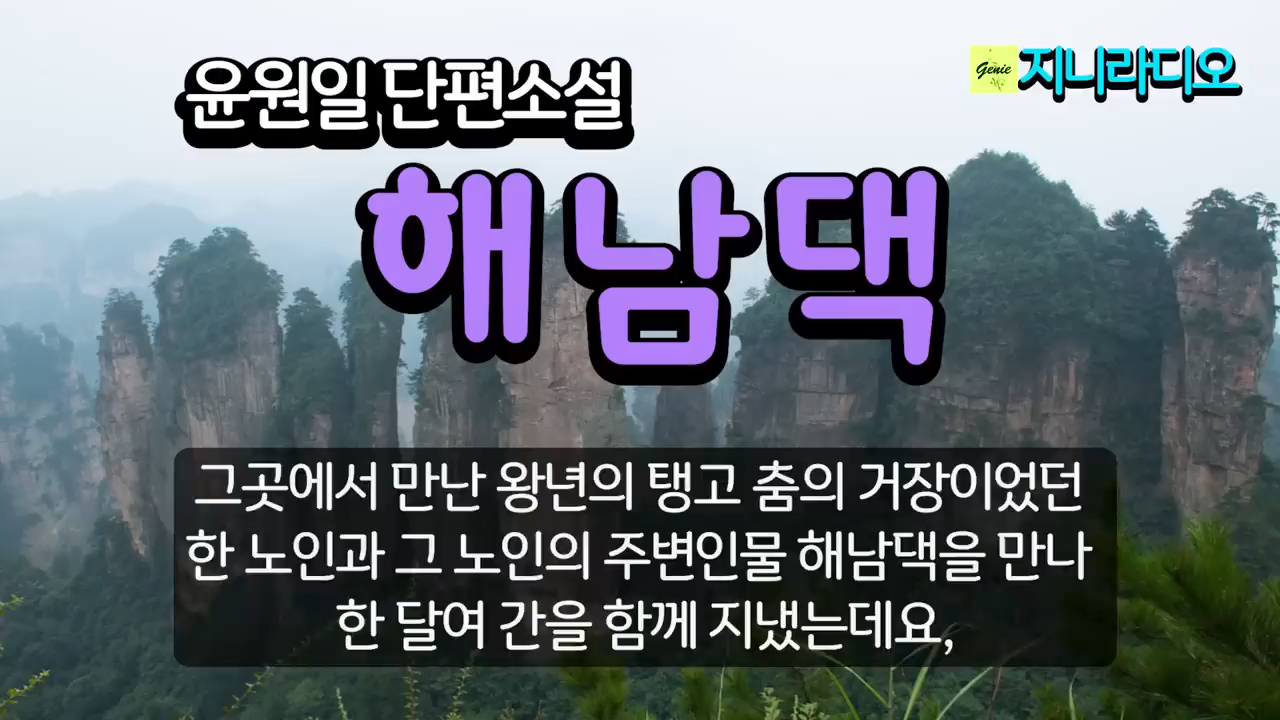 윤원일 단편소설
Genie 지니라디오
해남댁
그곳에서 만난 왕년의 탱고 춤의 거장이었던
한 노인과 그 노인의 주변인물 해남댁을 만나
한 달여 간을 함께 지냈는데요,